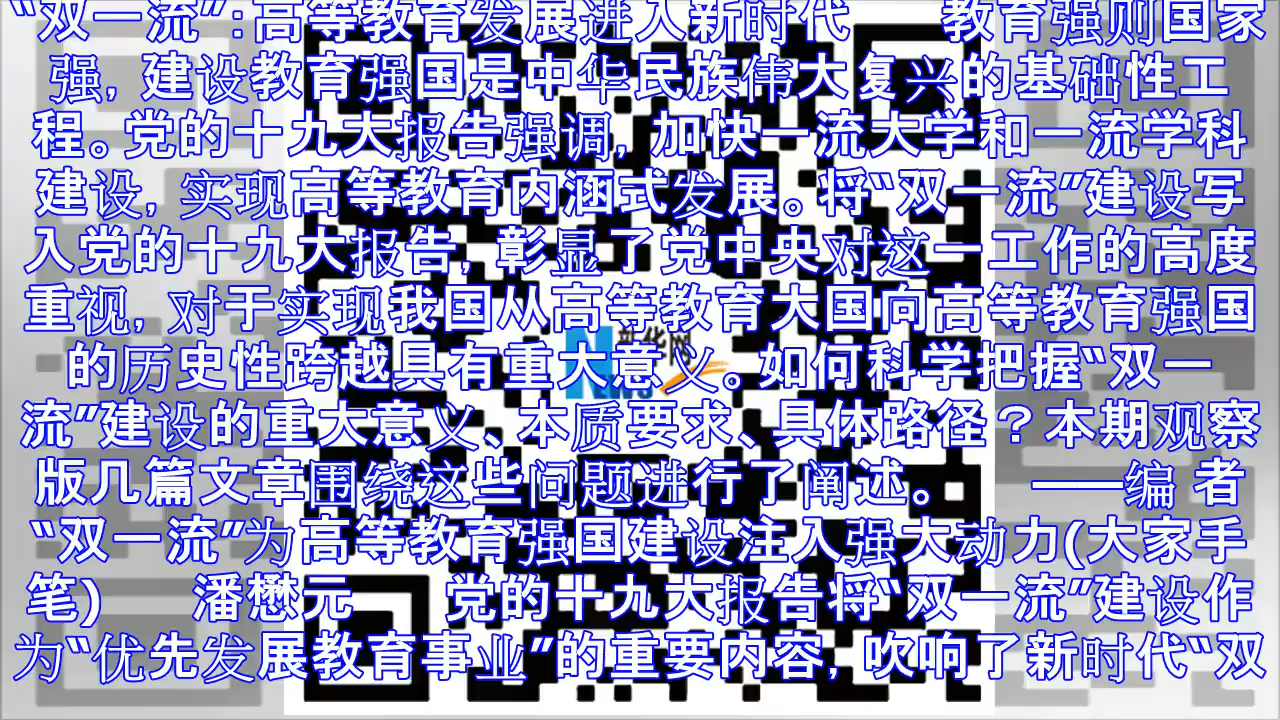 “双一流”:高等教育发展进入新时代　　教育强则国家
强, 建设教育强国是中华民族伟大复兴的基础性工
程。党的十九大报告强调, 加快一流大学和一流学科
建设, 实现高等教育内涵式发展。将“双一流”建设写
入党的十九大报告, 彰显了党中央对这一工作的高度
重视, 对于实现我国从高等教育大国向高等教育强国
的历史性跨越具有重大意义。如何科学把握“双一
流”建设的重大意义、本质要求、具体路径？本期观察
版几篇文章围绕这些问题进行了阐述。　　——编 者
“双一流”为高等教育强国建设注入强大动力(大家手
笔)　　潘懋元　　党的十九大报告将“双一流”建设作
为“优先发展教育事业”的重要内容, 吹响了新时代“双
新华网
NEWS